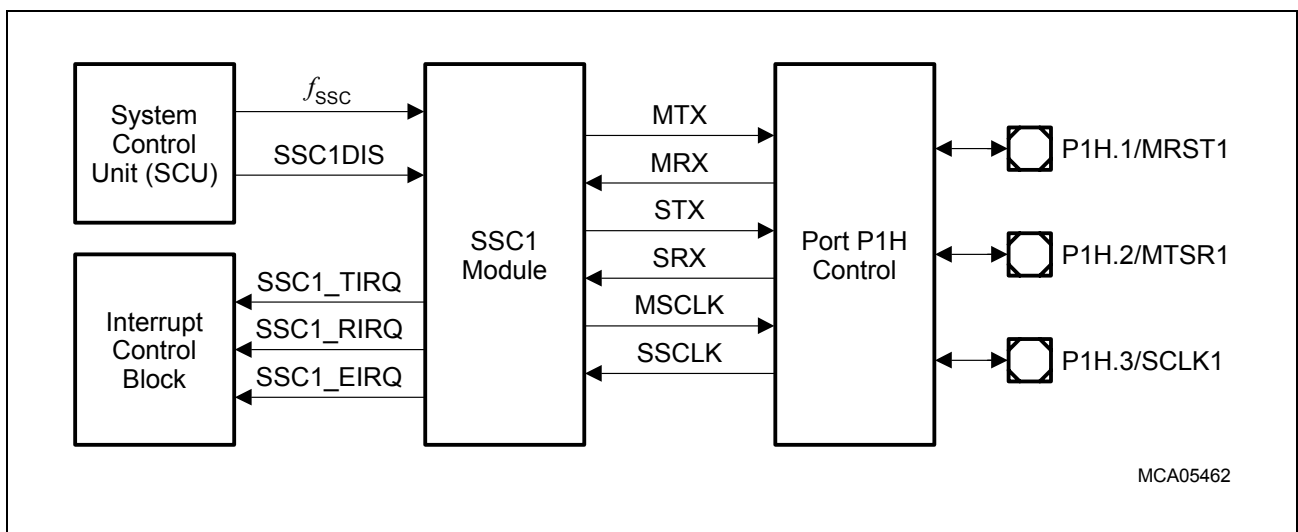 System
Control
Unit (SCU)
f SSC
SSC1DIS
Interrupt
Control
Block
SSC1_TIRQ
SSC1_RIRQ
SSC1_EIRQ
SSC1
Module
MTX
MRX
STX
SRX
MSCLK
SSCLK
Port P1H
Control
P1H.1/MRST1
P1H.2/MTSR1
P1H.3/SCLK1
MCA05462